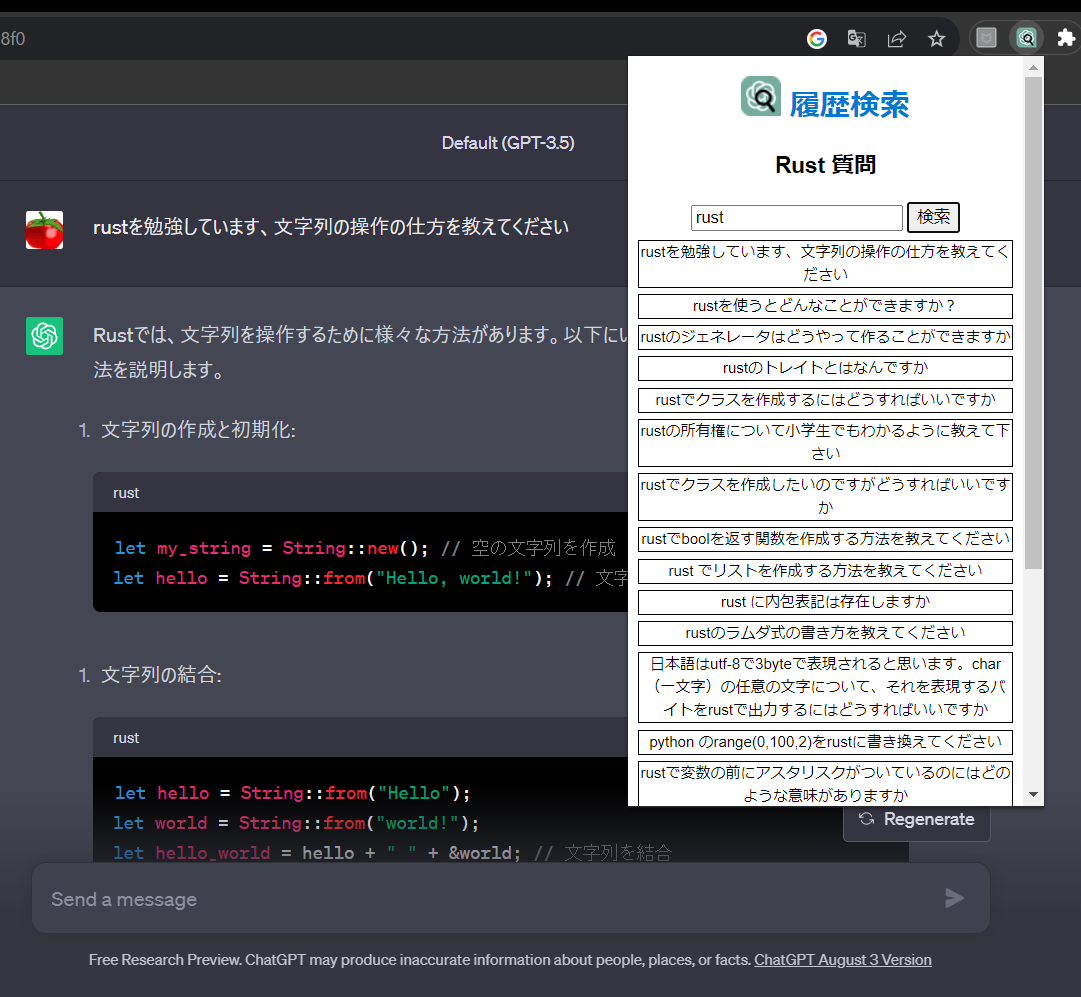 8f0
Default (GPT-3.5)
rustを勉強しています、文字列の操作の仕方を教えてください
Rustでは、文字列を操作するために様々な方法があります。以下に
法を説明します。
1. 文字列の作成と初期化:
rust
let my_string = String::new(); // 空の文字列を作成
let hello = String::from("Hello, world!"); // 文字
1. 文字列の結合:
rust
let hello = String::from("Hello");
let world = String::from("world!");
let hello_world = hello + " " + &world; // 文字列を結合
履歴検索
Rust 質問
rust 検索
rustを勉強しています、文字列の操作の仕方を教えてく
ださい
rustを使うとどんなことができますか？
rustのジェネレータはどうやって作ることができますか
rustのトレイトとはなんですか
rustでクラスを作成するにはどうすればいいですか
rustの所有権について小学生でもわかるように教えて下
さい
rustでクラスを作成したいのですがどうすればいいです
か
rustでboolを返す関数を作成する方法を教えてください
rust でリストを作成する方法を教えてください
rust に内包表記は存在しますか
rustのラムダ式の書き方を教えてください
日本語はutf-8で3byteで表現されると思います。char
（一文字）の任意の文字について、それを表現するバ
イトをrustで出力するにはどうすればいいですか
python のrange(0,100,2)をrustに書き換えてください
rustで変数の前にアスタリスクがついているのにはどの
ような意味がありますか
Regenerate
Send a message
Free Research Preview. ChatGPT may produce inaccurate information about people, places, or facts. ChatGPT August 3 Version